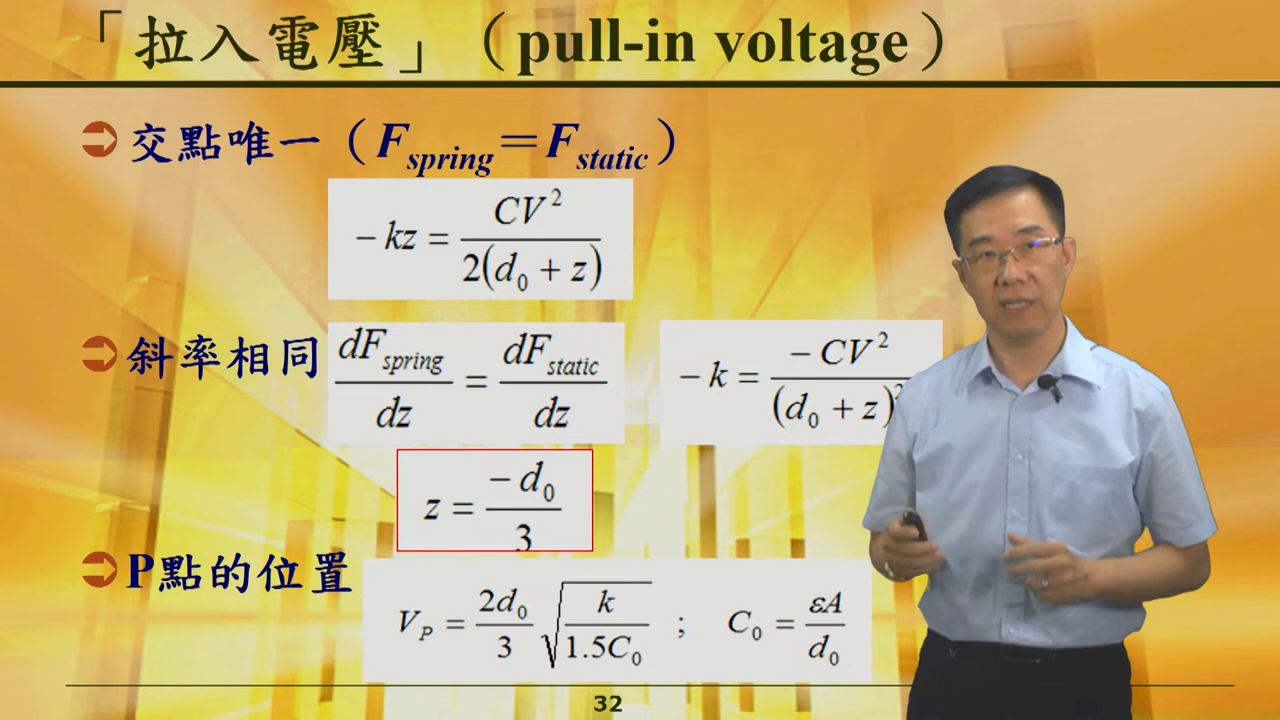 「拉入電壓」（pull-in voltage）
交點唯一（F_spring＝F_static）
−kz = CV² / 2(d₀ + z)
斜率相同 dF_spring / dz = dF_static / dz −k = −CV² / (d₀ + z)²
z = −d₀ / 3
P點的位置
V_P = 2d₀ / 3 √(k / 1.5C₀) ; C₀ = εA / d₀
32